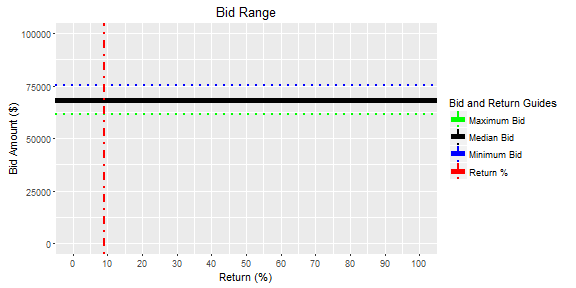 Bid Range
Bid Amount ($)
100000
75000
50000
25000
0
0 10 20 30 40 50 60 70 80 90 100
Return (%)
Bid and Return Guides
Maximum Bid
Median Bid
Minimum Bid
Return %